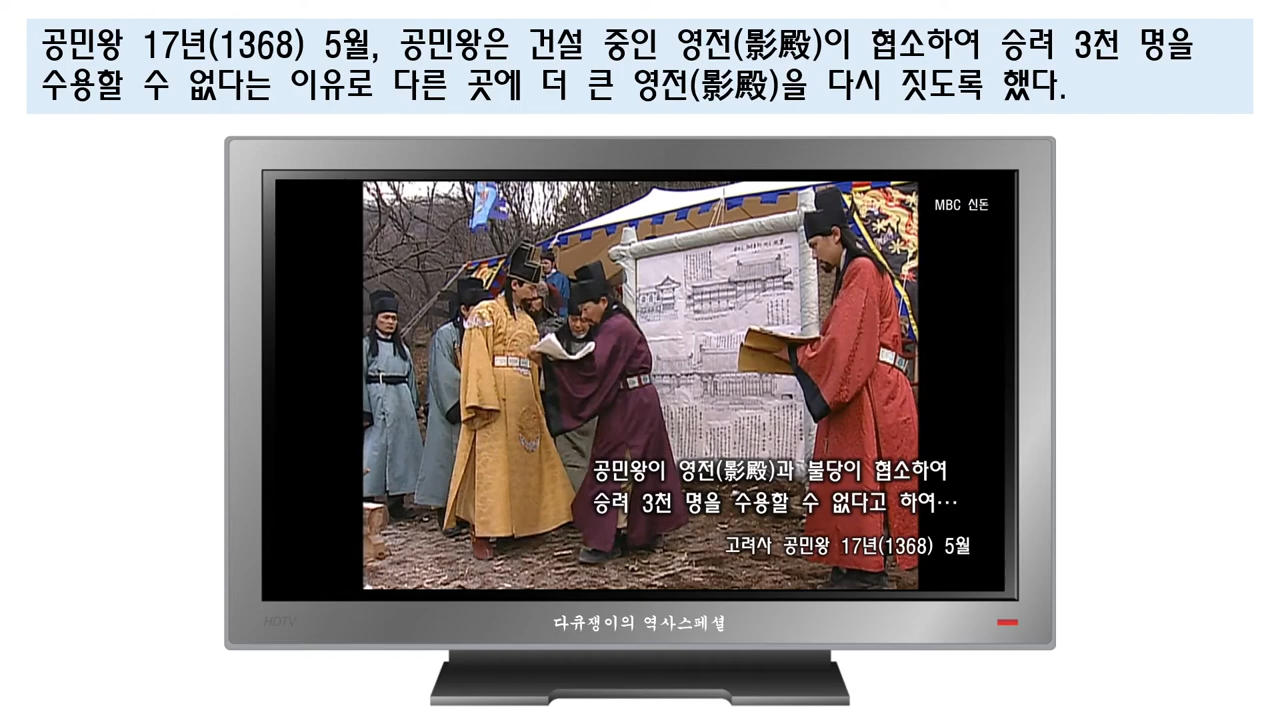 공민왕 17년(1368) 5월, 공민왕은 건설 중인 영전(影殿)이 협소하여 승려 3천 명을
수용할 수 없다는 이유로 다른 곳에 더 큰 영전(影殿)을 다시 짓도록 했다.
MBC 신돈
공민왕이 영전(影殿)과 불당이 협소하여
승려 3천 명을 수용할 수 없다고 하여…
고려사 공민왕 17년(1368) 5월
HDTV
다큐쟁이의 역사스페셜